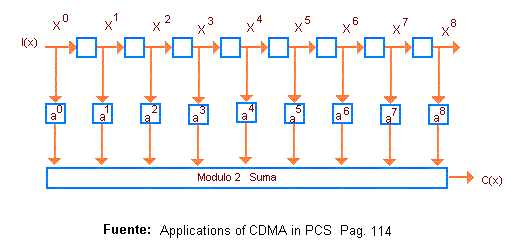 X⁰ X¹ X² X³ X⁴ X⁵ X⁶ X⁷ X⁸
I(x)
a⁰ a¹ a² a³ a⁴ a⁵ a⁶ a⁷ a⁸
Modulo 2 Suma
C(x)
Fuente: Applications of CDMA in PCS Pag. 114